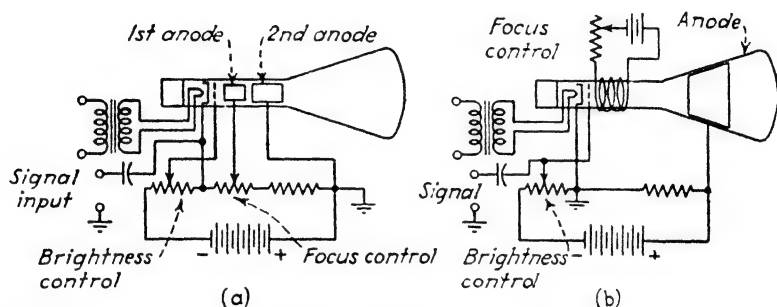 1st anode
2nd anode
Signal
input
Brightness
control
- +
Focus control
(a)
Focus
control
Anode
Signal
Brightness
control
- +
(b)